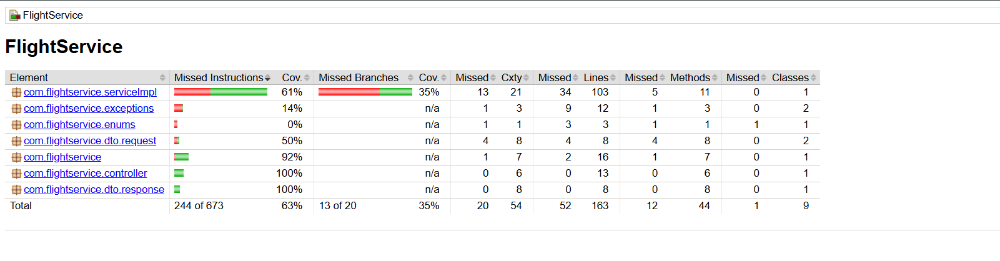 FlightService
FlightService
Element Missed Instructions Cov. Missed Branches Cov. Missed Cxty Missed Lines Missed Methods Missed Classes
com.flightservice.serviceImpl 61% 35% 13 21 34 103 5 11 0 1
com.flightservice.exceptions 14% n/a 1 3 9 12 1 3 0 2
com.flightservice.enums 0% n/a 1 1 3 3 1 1 1 1
com.flightservice.dto.request 50% n/a 4 8 4 8 4 8 0 2
com.flightservice 92% n/a 1 7 2 16 1 7 0 1
com.flightservice.controller 100% n/a 0 6 0 13 0 6 0 1
com.flightservice.dto.response 100% n/a 0 8 0 8 0 8 0 1
Total 244 of 673 63% 13 of 20 35% 20 54 52 163 12 44 1 9